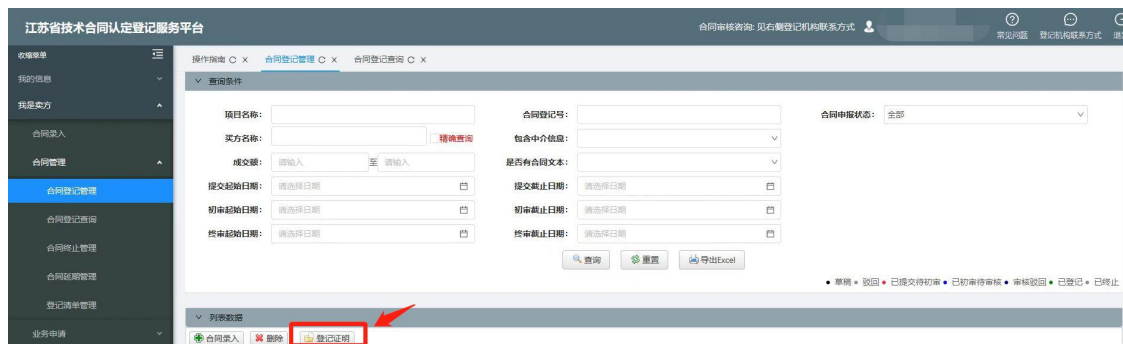 江苏省技术合同认定登记服务平台 合同审核咨询: 见右侧登记机构联系方式 常见问题 登记机构联系方式
收缩菜单 操作指南 合同登记管理 合同登记查询
我的信息 查询条件
我是卖方 项目名称: 合同登记号: 合同申报状态: 全部
合同录入 买方名称: 精确查询 包含中介信息:
合同管理 成交额: 请输入 至 请输入 是否有合同文本:
合同登记管理 提交起始日期: 请选择日期 提交截止日期: 请选择日期
合同登记查询 初审起始日期: 请选择日期 初审截止日期: 请选择日期
合同终止管理 终审起始日期: 请选择日期 终审截止日期: 请选择日期
查询 重置 导出Excel
合同延期管理 • 草稿 • 驳回 • 已提交待初审 • 已初审待审核 • 审核驳回 • 已登记 • 已终止
登记清单管理 列表数据
业务申请 合同录入 删除 登记证明